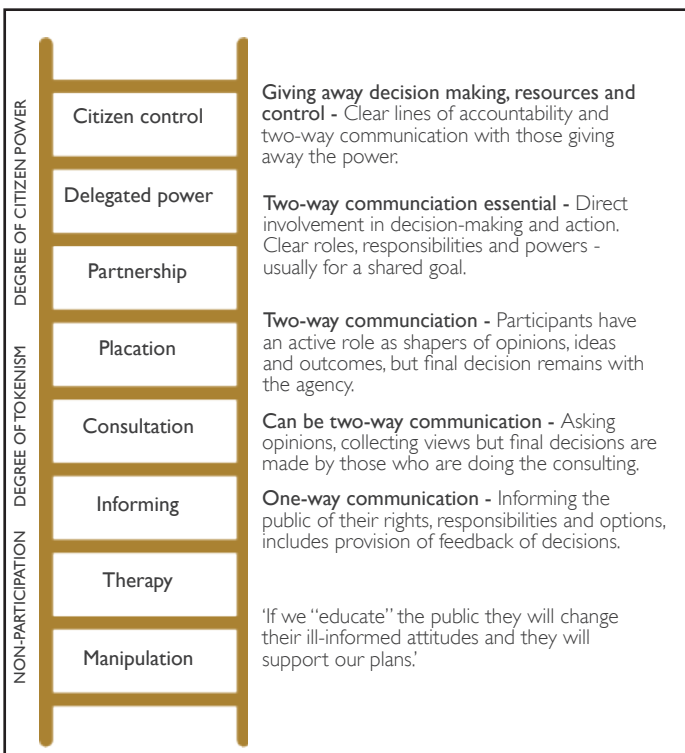 DEGREE OF CITIZEN POWER
DEGREE OF TOKENISM
NON-PARTICIPATION
Citizen control
Giving away decision making, resources and
control - Clear lines of accountability and
two-way communication with those giving
away the power.
Delegated power
Two-way communciation essential - Direct
involvement in decision-making and action.
Clear roles, responsibilities and powers -
usually for a shared goal.
Partnership
Placation
Two-way communciation - Participants have
an active role as shapers of opinions, ideas
and outcomes, but final decision remains with
the agency.
Consultation
Can be two-way communication - Asking
opinions, collecting views but final decisions are
made by those who are doing the consulting.
Informing
One-way communication - Informing the
public of their rights, responsibilities and options,
includes provision of feedback of decisions.
Therapy
Manipulation
‘If we “educate” the public they will change
their ill-informed attitudes and they will
support our plans.’